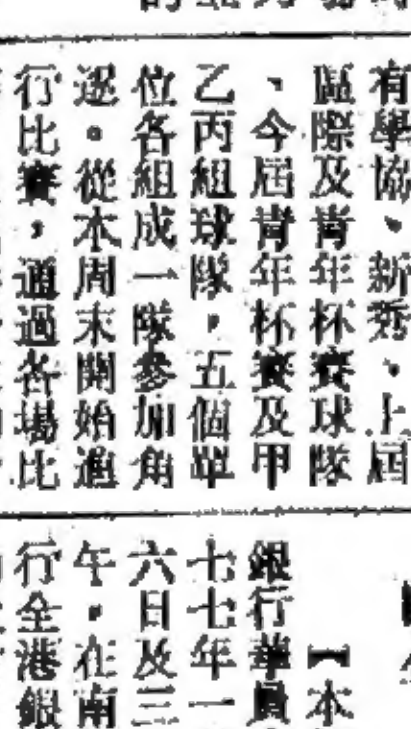 有學協、新秀、上屆
區際及青年杯賽球隊
、今屆青年杯賽及甲
乙丙組球隊，五個單
位各組成一隊參加角
逐。從本周末開始進
行比賽，通過各場比
【本
銀行華員
七七年一
六日及三
午，在南
行全港銀